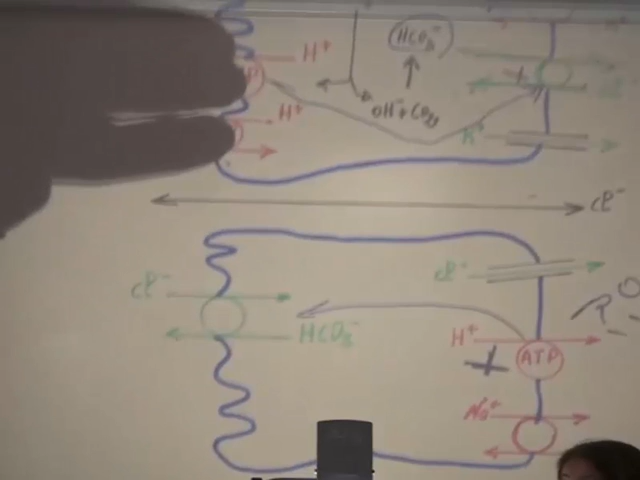 HCO₃⁻
H⁺
OH⁻+CO₂
H⁺
Cl⁻
Cl⁻
Cl⁻
HCO₃⁻
H⁺
ATP
Na⁺